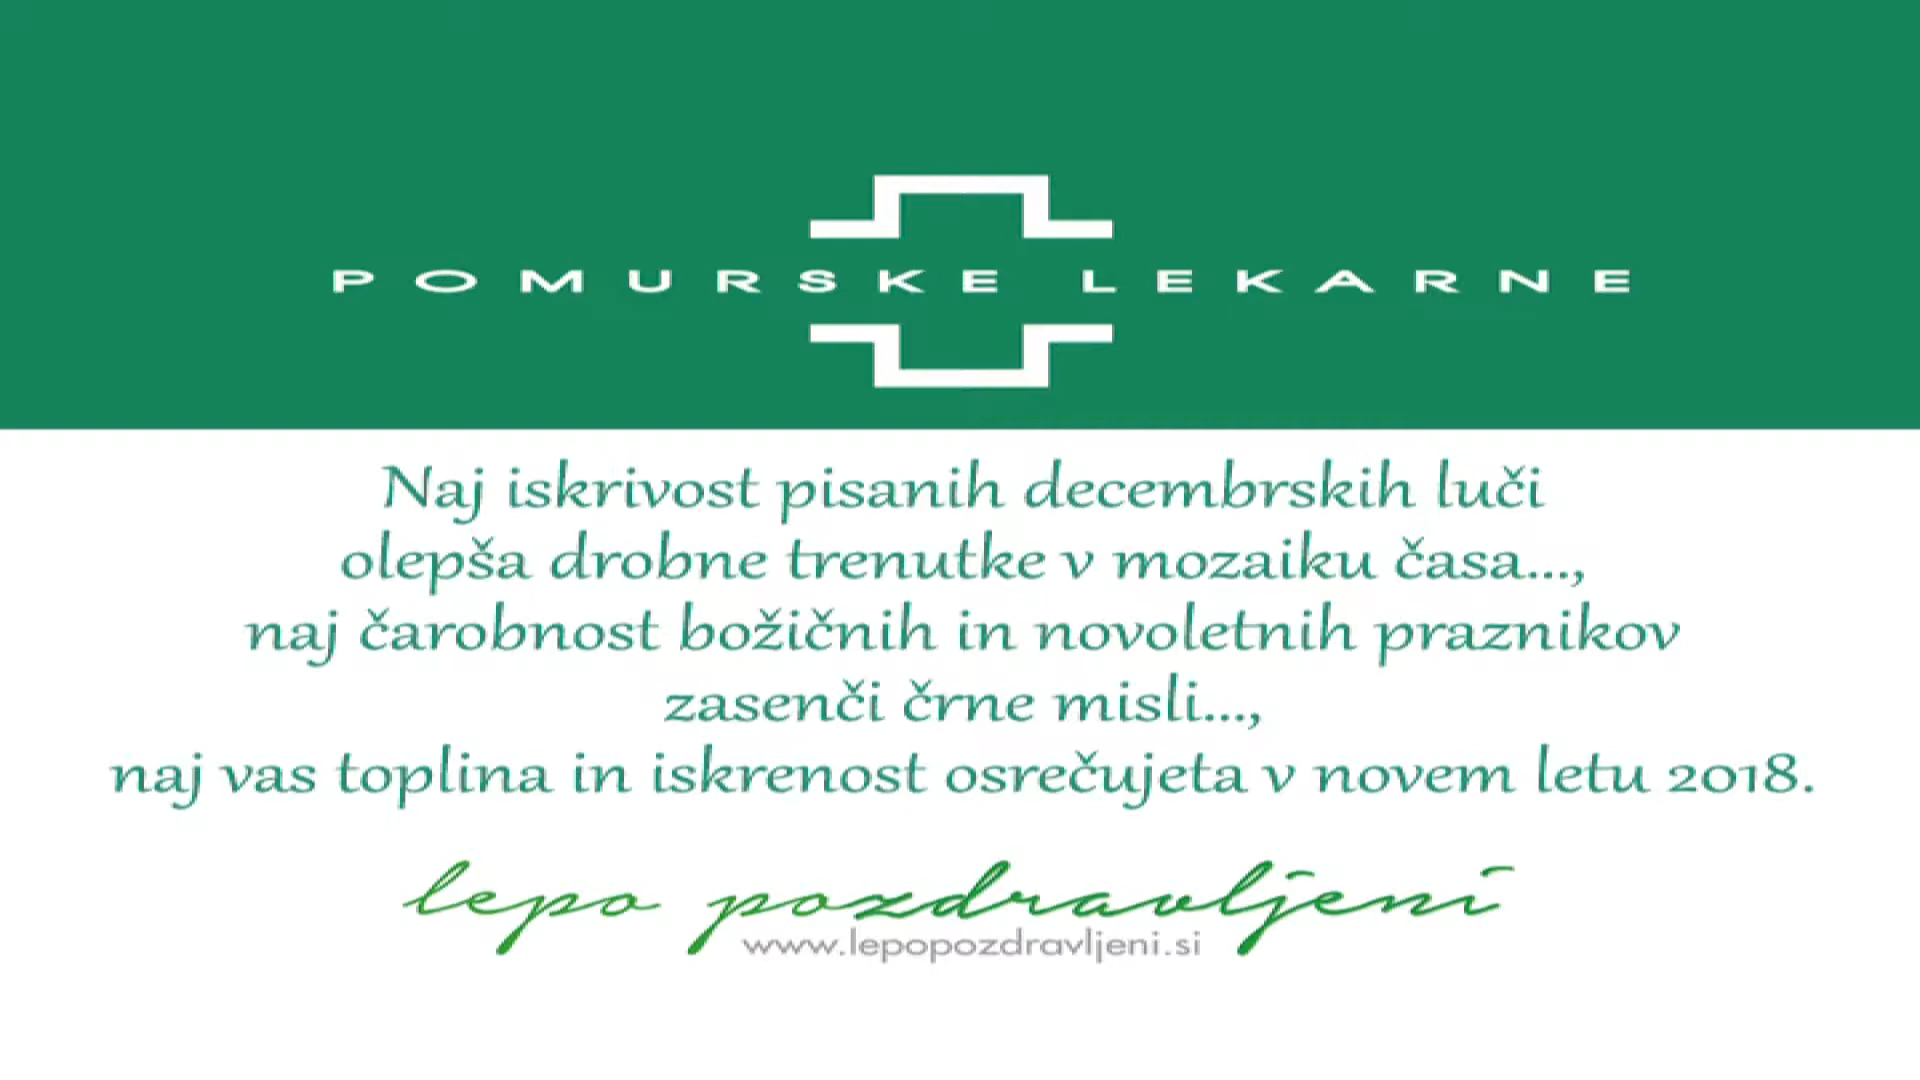 POMURSKE LEKARNE
Naj iskrivost pisanih decembrskih luči
olepša drobne trenutke v mozaiku časa...,
naj čarobnost božičnih in novoletnih praznikov
zasenči črne misli...,
naj vas toplina in iskrenost osrečujeta v novem letu 2018.
lepo pozdravljeni
www.lepopozdravljeni.si